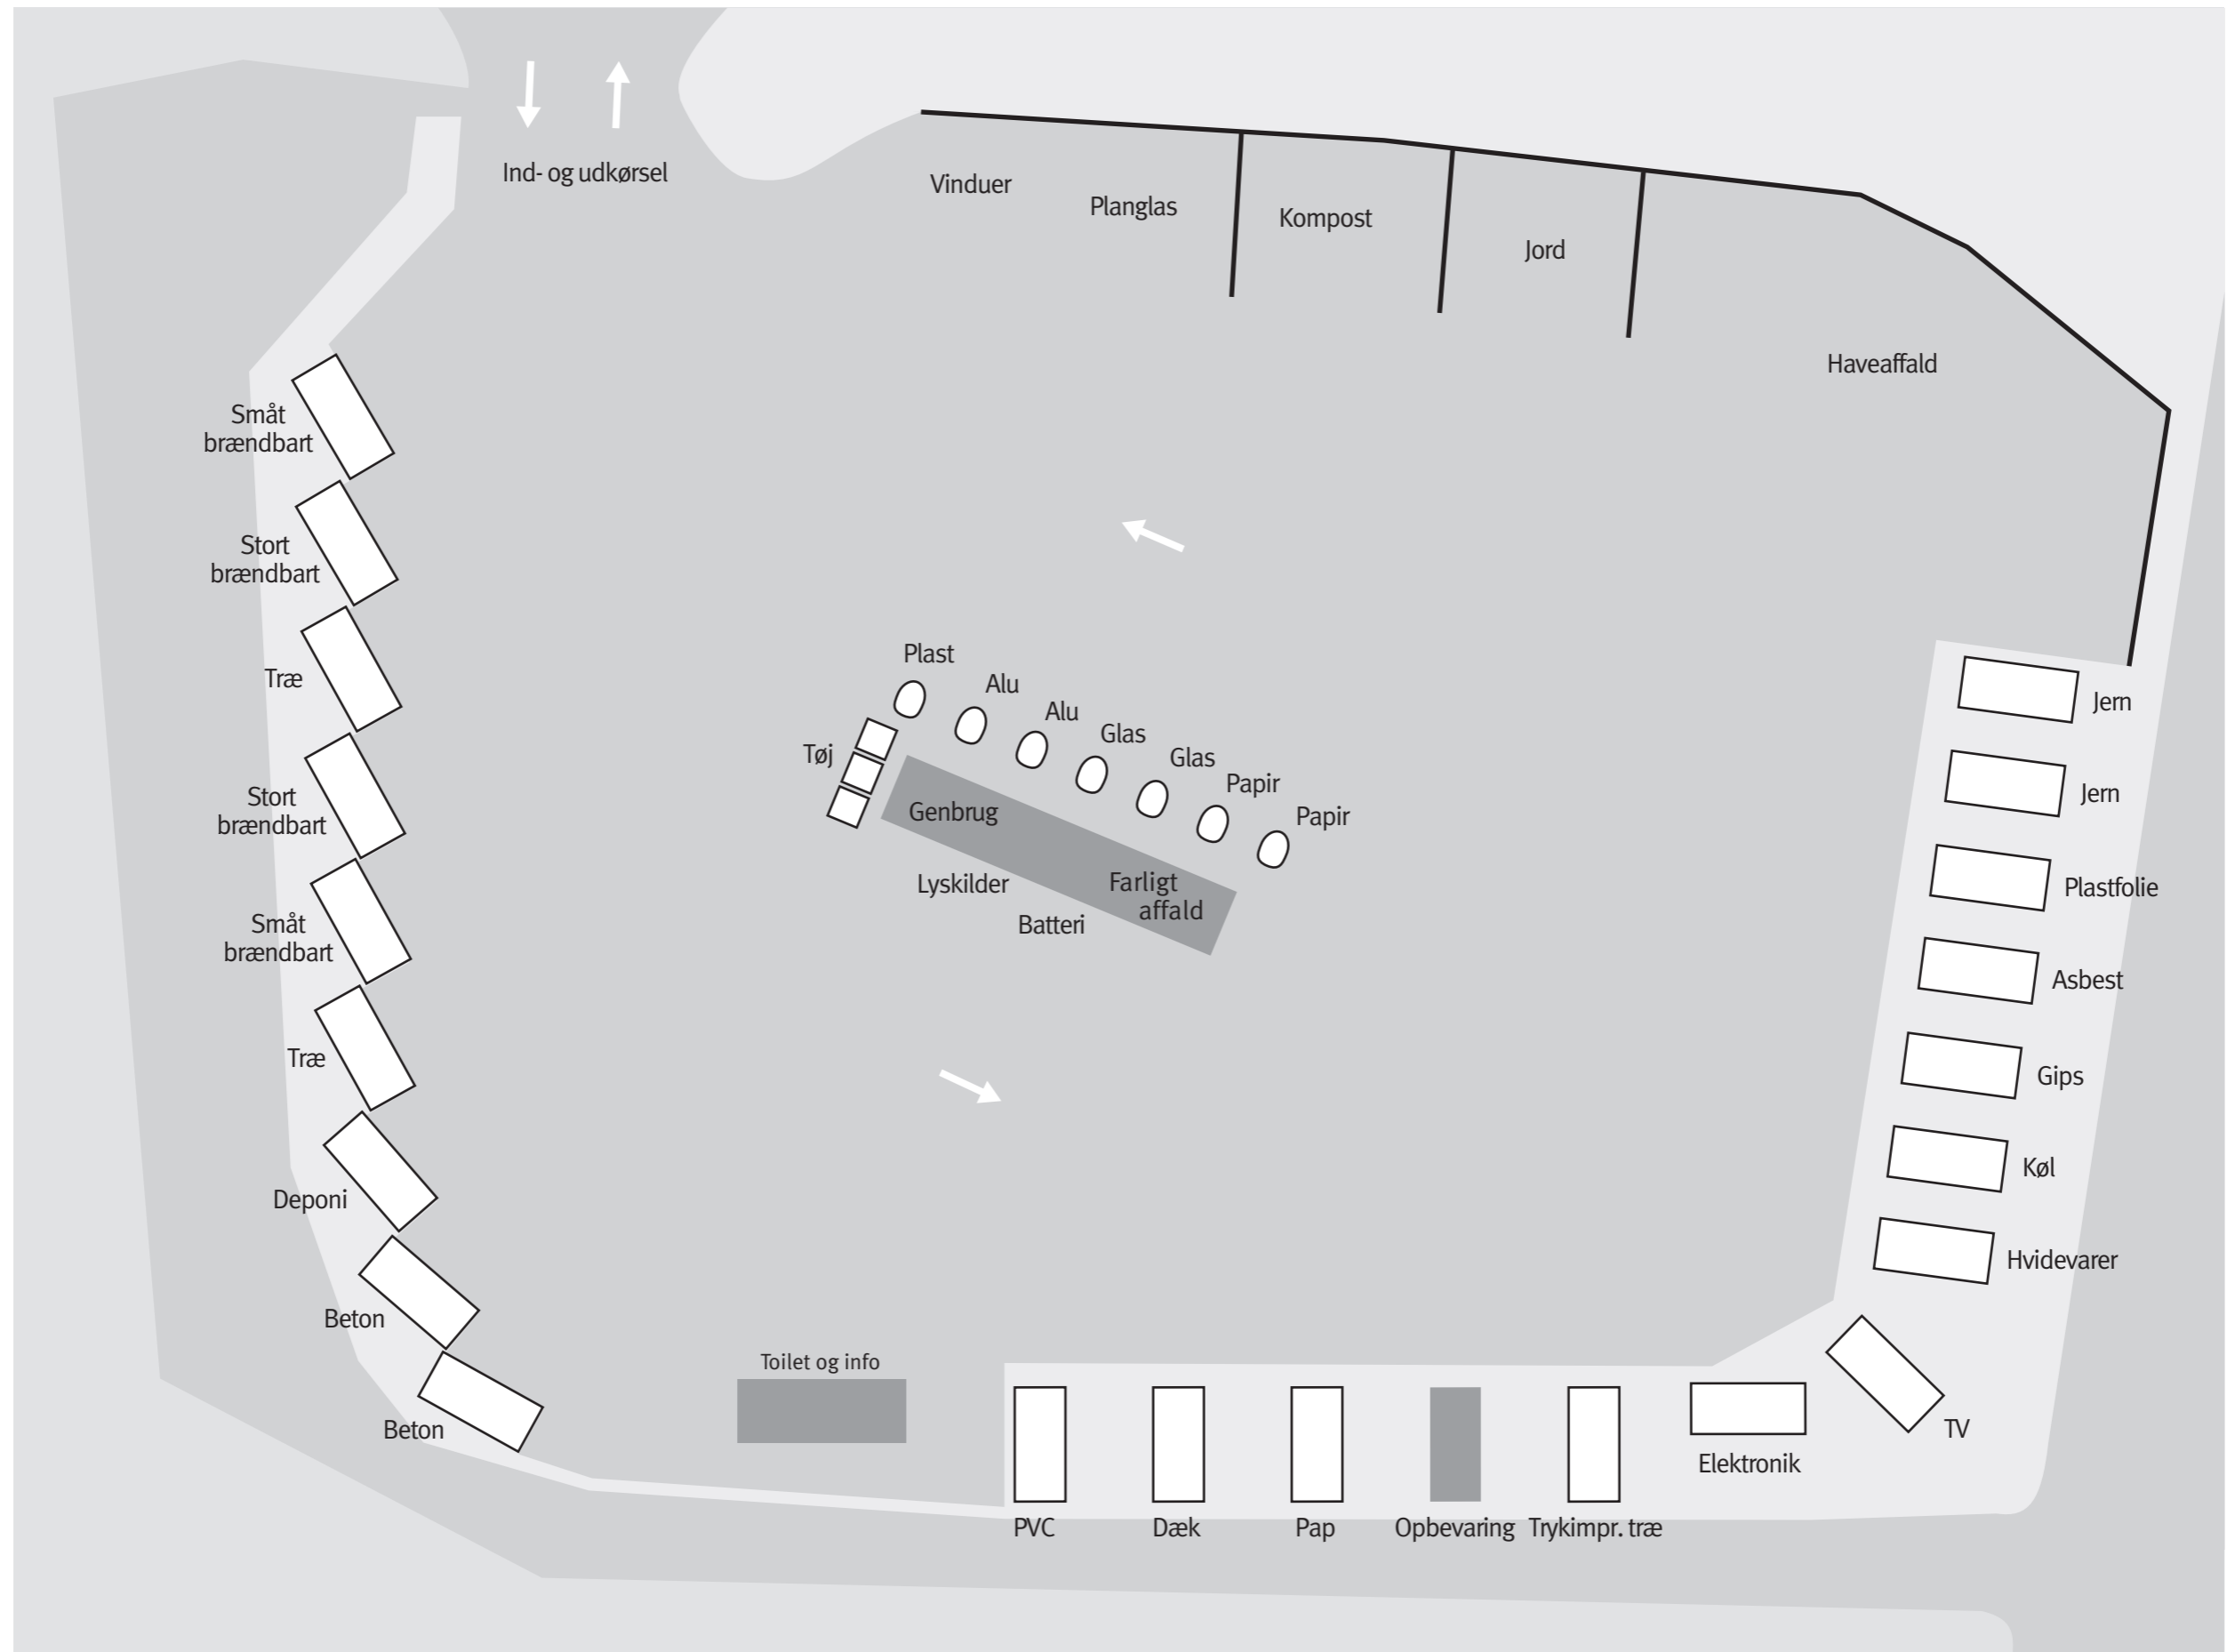 Ind- og udkørsel
Vinduer
Planglas
Kompost
Jord
Haveaffald
Småt
brændbart
Stort
brændbart
Træ
Stort
brændbart
Småt
brændbart
Træ
Deponi
Beton
Beton
Plast
Alu
Alu
Glas
Glas
Papir
Papir
Tøj
Genbrug
Farligt
affald
Lyskilder
Batteri
Jern
Jern
Plastfolie
Asbest
Gips
Køl
Hvidevarer
TV
Elektronik
Toilet og info
PVC
Dæk
Pap
Opbevaring
Trykimpr. træ